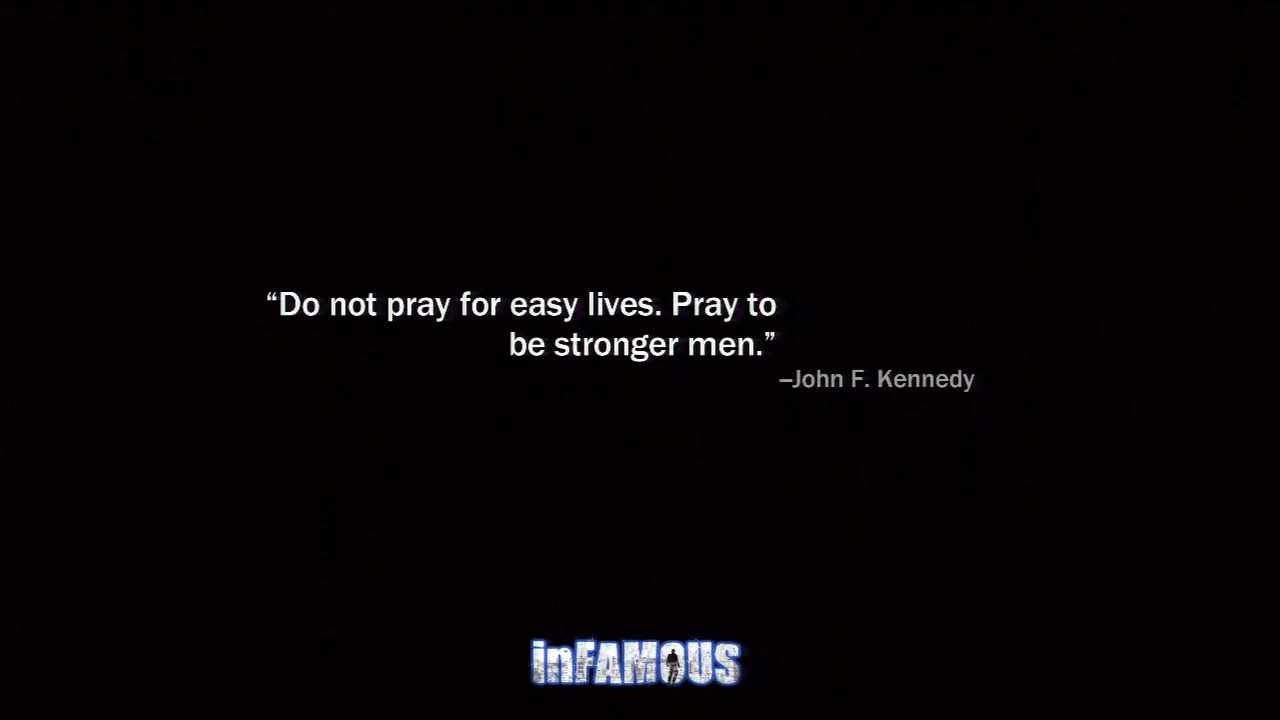 “Do not pray for easy lives. Pray to
be stronger men.”
–John F. Kennedy
inFAMOUS